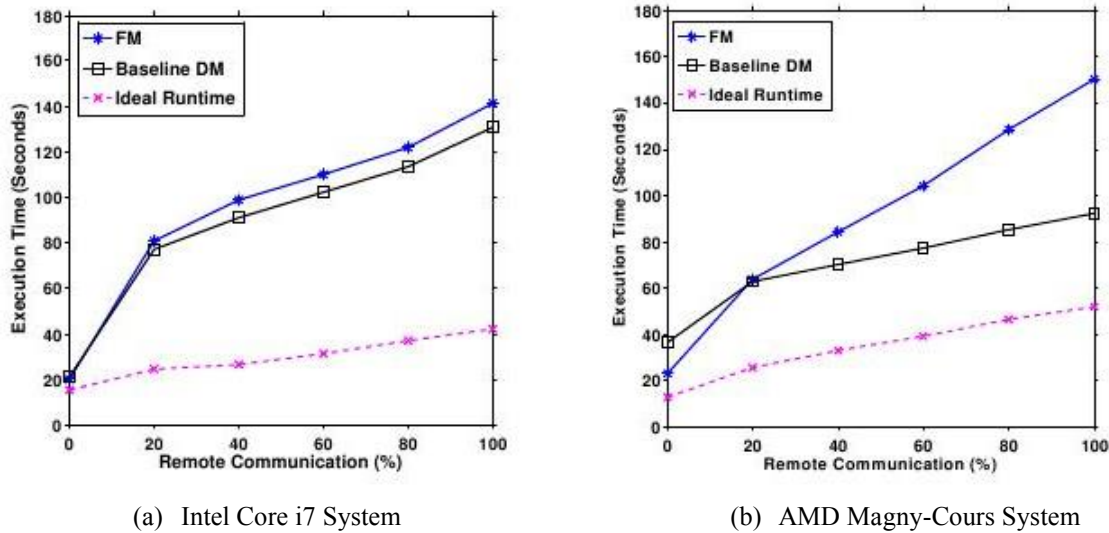 180
160
140
120
100
80
60
40
20
0
Execution Time (Seconds)
FM
Baseline DM
Ideal Runtime
0 20 40 60 80 100
Remote Communication (%)
(a) Intel Core i7 System
180
160
140
120
100
80
60
40
20
0
Execution Time (Seconds)
FM
Baseline DM
Ideal Runtime
0 20 40 60 80 100
Remote Communication (%)
(b) AMD Magny-Cours System